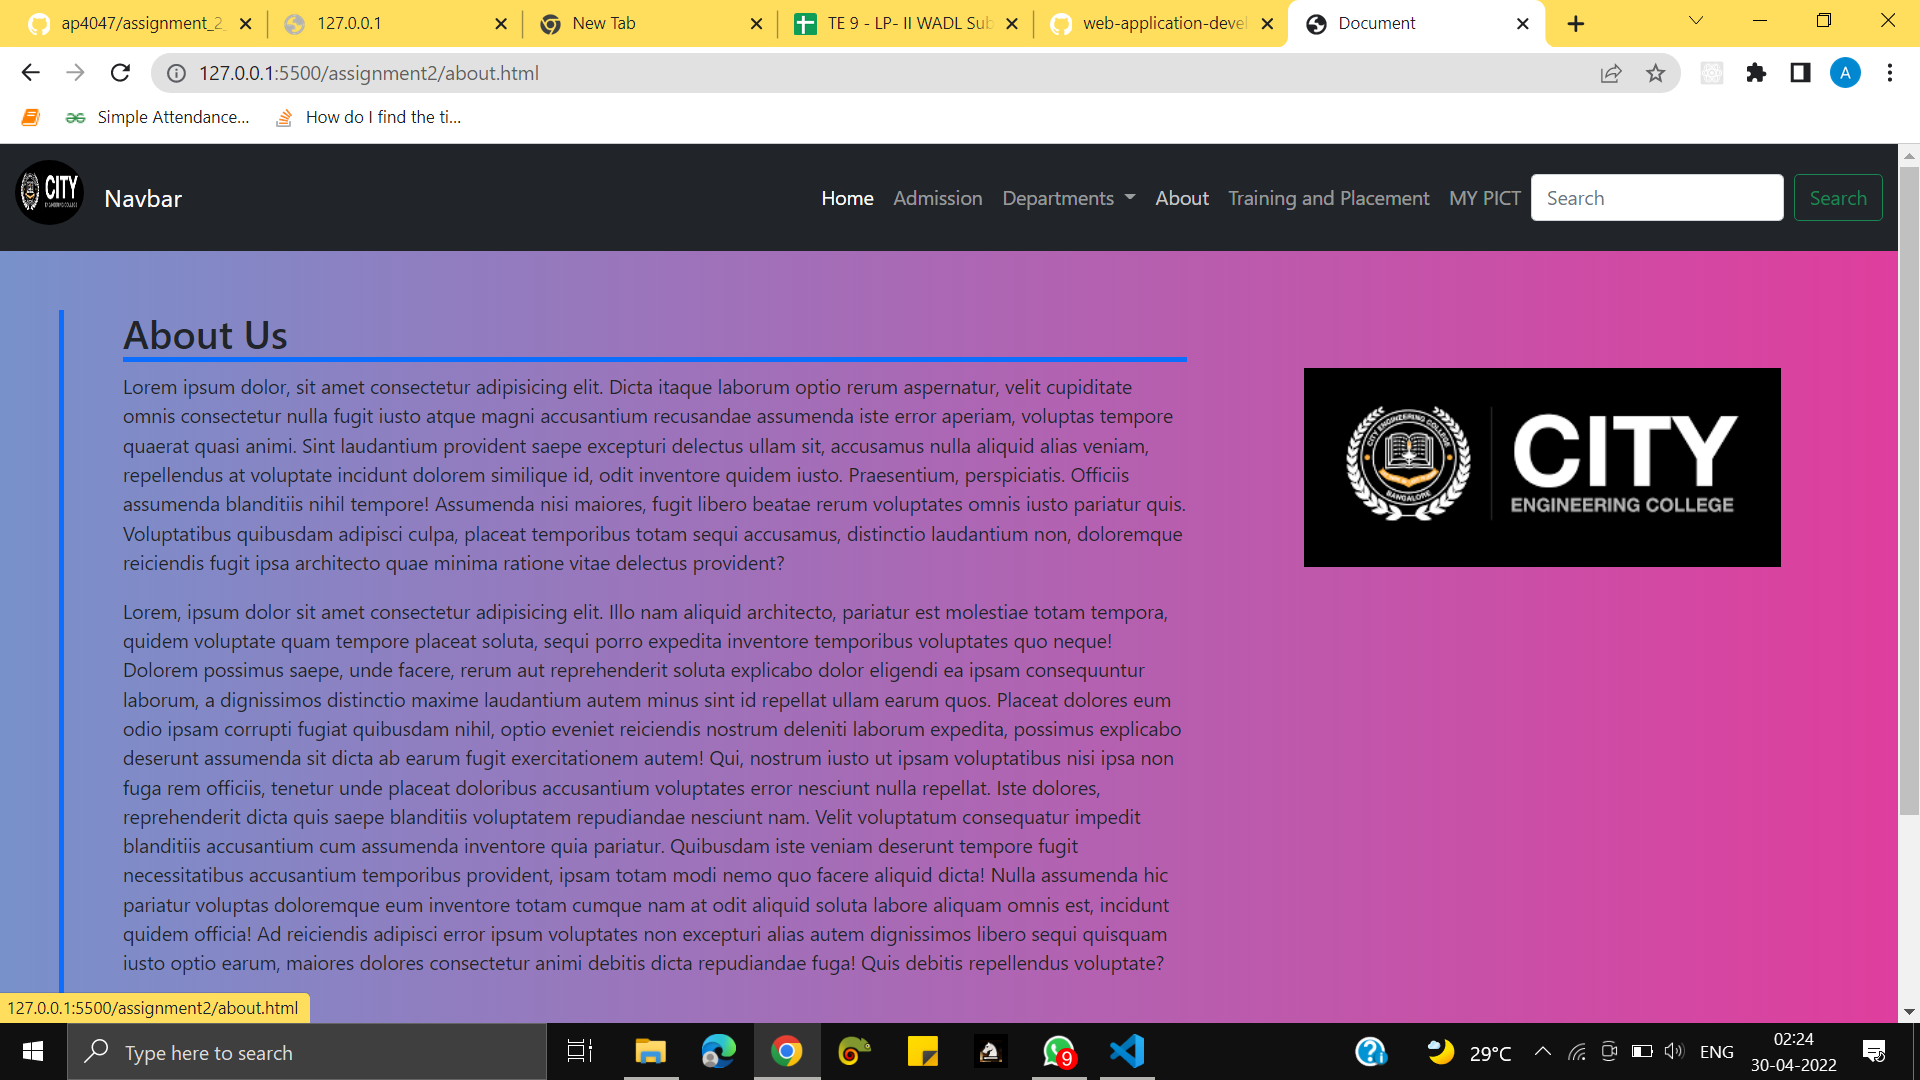 ap4047/assignment_2
127.0.0.1
New Tab
TE 9 - LP- II WADL Sub
web-application-devel
Document
127.0.0.1:5500/assignment2/about.html
A
Simple Attendance...
How do I find the ti...
CITY
Navbar
Home
Admission
Departments
About
Training and Placement
MY PICT
Search
Search
About Us
Lorem ipsum dolor, sit amet consectetur adipisicing elit. Dicta itaque laborum optio rerum aspernatur, velit cupiditate
omnis consectetur nulla fugit iusto atque magni accusantium recusandae assumenda iste error aperiam, voluptas tempore
quaerat quasi animi. Sint laudantium provident saepe excepturi delectus ullam sit, accusamus nulla aliquid alias veniam,
repellendus at voluptate incidunt dolorem similique id, odit inventore quidem iusto. Praesentium, perspiciatis. Officiis
assumenda blanditiis nihil tempore! Assumenda nisi maiores, fugit libero beatae rerum voluptates omnis iusto pariatur quis.
Voluptatibus quibusdam adipisci culpa, placeat temporibus totam sequi accusamus, distinctio laudantium non, doloremque
reiciendis fugit ipsa architecto quae minima ratione vitae delectus provident?
Lorem, ipsum dolor sit amet consectetur adipisicing elit. Illo nam aliquid architecto, pariatur est molestiae totam tempora,
quidem voluptate quam tempore placeat soluta, sequi porro expedita inventore temporibus voluptates quo neque!
Dolorem possimus saepe, unde facere, rerum aut reprehenderit soluta explicabo dolor eligendi ea ipsam consequuntur
laborum, a dignissimos distinctio maxime laudantium autem minus sint id repellat ullam earum quos. Placeat dolores eum
odio ipsam corrupti fugiat quibusdam nihil, optio eveniet reiciendis nostrum deleniti laborum expedita, possimus explicabo
deserunt assumenda sit dicta ab earum fugit exercitationem autem! Qui, nostrum iusto ut ipsam voluptatibus nisi ipsa non
fuga rem officiis, tenetur unde placeat doloribus accusantium voluptates error nesciunt nulla repellat. Iste dolores,
reprehenderit dicta quis saepe blanditiis voluptatem repudiandae nesciunt nam. Velit voluptatum consequatur impedit
blanditiis accusantium cum assumenda inventore quia pariatur. Quibusdam iste veniam deserunt tempore fugit
necessitatibus accusantium temporibus provident, ipsam totam modi nemo quo facere aliquid dicta! Nulla assumenda hic
pariatur voluptas doloremque eum inventore totam cumque nam at odit aliquid soluta labore aliquam omnis est, incidunt
quidem officia! Ad reiciendis adipisci error ipsum voluptates non excepturi alias autem dignissimos libero sequi quisquam
iusto optio earum, maiores dolores consectetur animi debitis dicta repudiandae fuga! Quis debitis repellendus voluptate?
CITY ENGINEERING COLLEGE
BANGALORE
CITY
ENGINEERING COLLEGE
127.0.0.1:5500/assignment2/about.html
Type here to search
9
29°C
ENG
02:24
30-04-2022